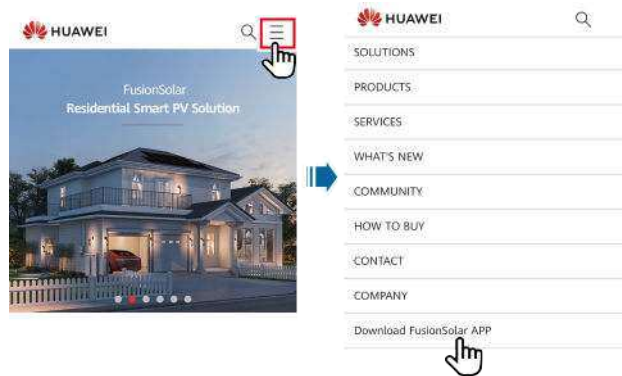 HUAWEI
FusionSolar
Residential Smart PV Solution
HUAWEI
SOLUTIONS
PRODUCTS
SERVICES
WHAT'S NEW
COMMUNITY
HOW TO BUY
CONTACT
COMPANY
Download FusionSolar APP